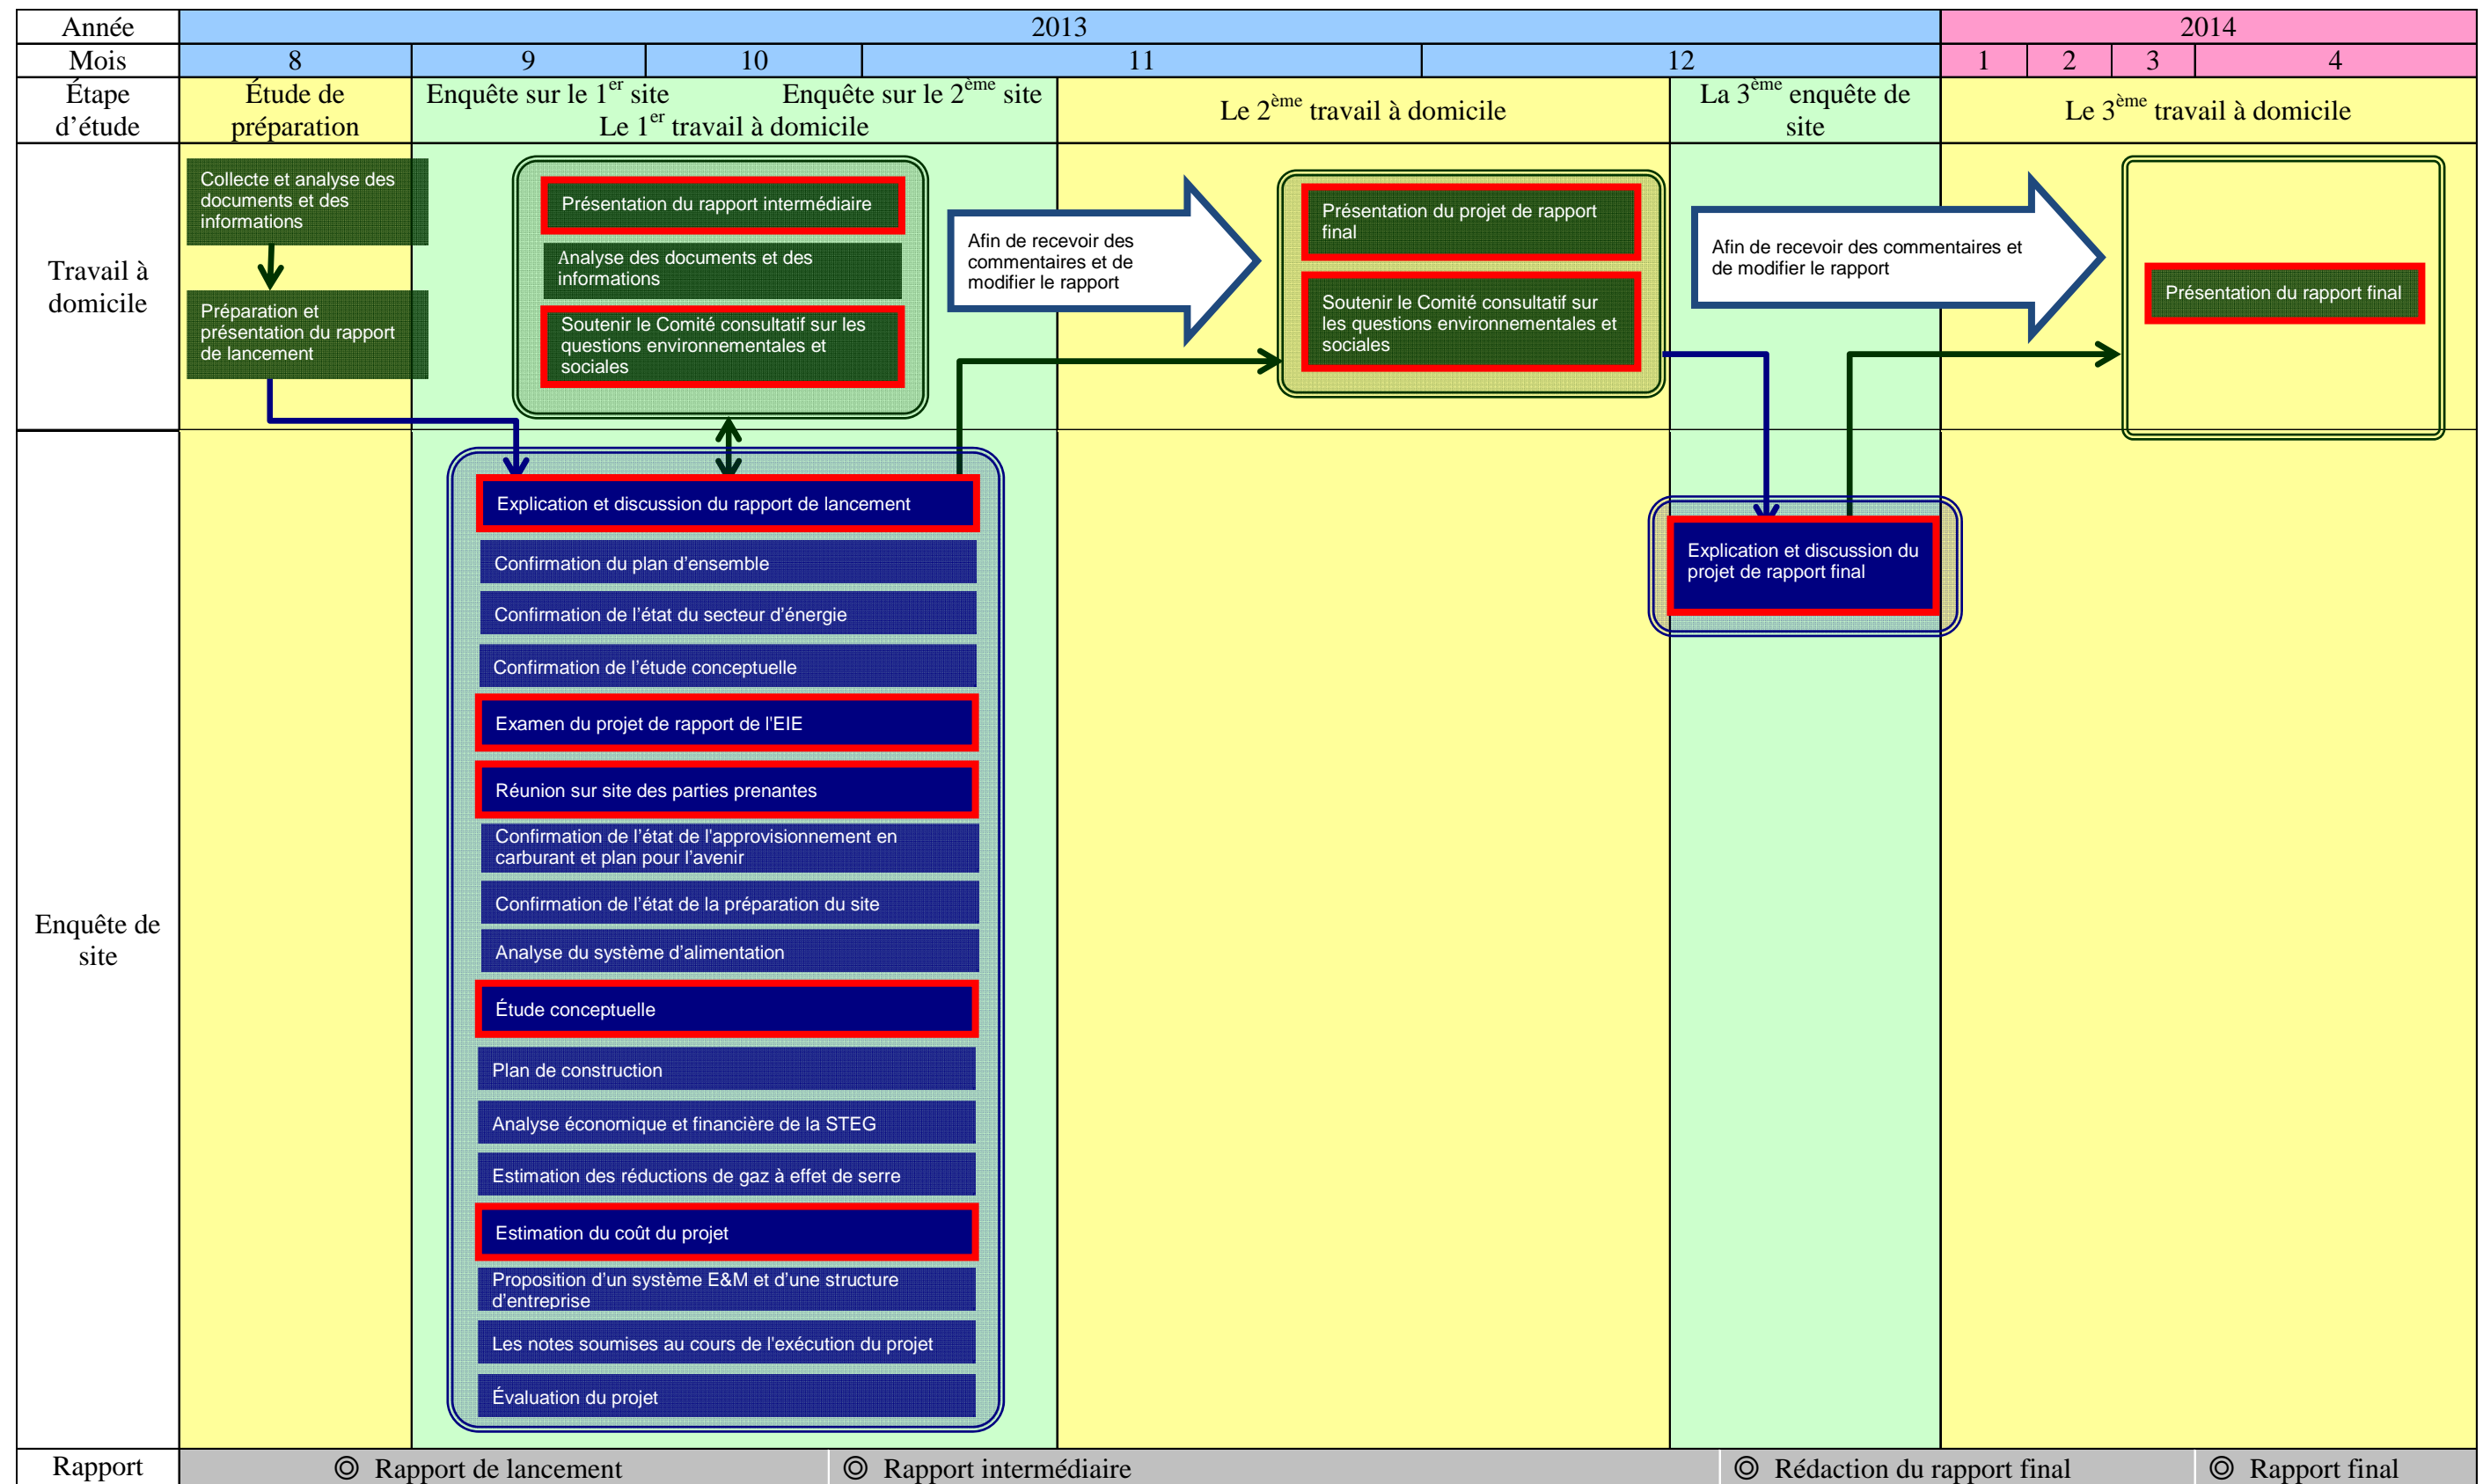 Année 2013 2014
Mois 8 9 10 11 12 1 2 3 4
Étape
d’étude
Étude de
préparation
Enquête sur le 1er site Enquête sur le 2ème site
Le 1er travail à domicile
Le 2ème travail à domicile
La 3ème enquête de
site
Le 3ème travail à domicile
Travail à
domicile
Collecte et analyse des
documents et des
informations
Préparation et
présentation du rapport
de lancement
Présentation du rapport intermédiaire
Analyse des documents et des
informations
Soutenir le Comité consultatif sur les
questions environnementales et
sociales
Afin de recevoir des
commentaires et de
modifier le rapport
Présentation du projet de rapport
final
Soutenir le Comité consultatif sur
les questions environnementales et
sociales
Afin de recevoir des commentaires et
de modifier le rapport
Présentation du rapport final
Enquête de
site
Explication et discussion du rapport de lancement
Confirmation du plan d’ensemble
Confirmation de l’état du secteur d’énergie
Confirmation de l’étude conceptuelle
Examen du projet de rapport de l'EIE
Réunion sur site des parties prenantes
Confirmation de l’état de l'approvisionnement en
carburant et plan pour l’avenir
Confirmation de l’état de la préparation du site
Analyse du système d’alimentation
Étude conceptuelle
Plan de construction
Analyse économique et financière de la STEG
Estimation des réductions de gaz à effet de serre
Estimation du coût du projet
Proposition d’un système E&M et d’une structure
d’entreprise
Les notes soumises au cours de l'exécution du projet
Évaluation du projet
Explication et discussion du
projet de rapport final
Rapport ◎ Rapport de lancement ◎ Rapport intermédiaire ◎ Rédaction du rapport final ◎ Rapport final